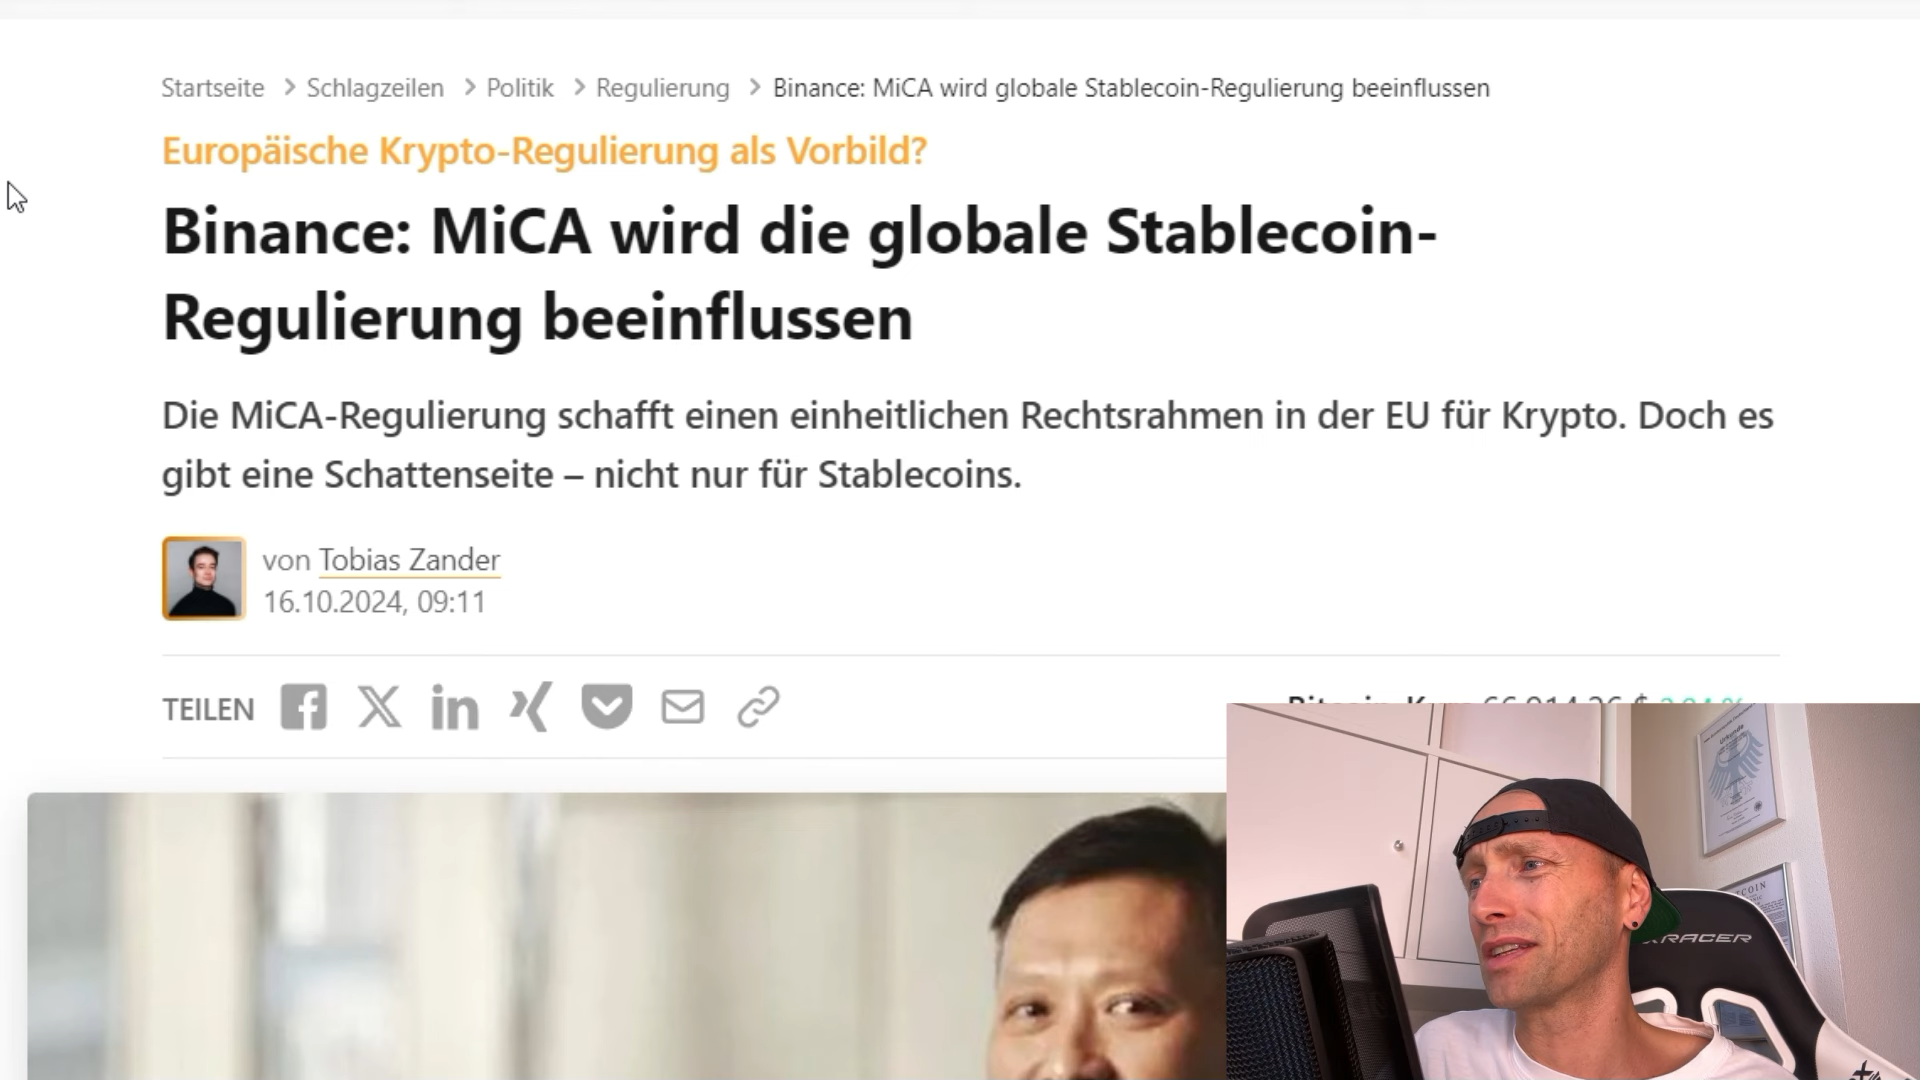 Startseite > Schlagzeilen > Politik > Regulierung > Binance: MiCA wird globale Stablecoin-Regulierung beeinflussen
Europäische Krypto-Regulierung als Vorbild?
Binance: MiCA wird die globale Stablecoin-
Regulierung beeinflussen
Die MiCA-Regulierung schafft einen einheitlichen Rechtsrahmen in der EU für Krypto. Doch es
gibt eine Schattenseite – nicht nur für Stablecoins.
von Tobias Zander
16.10.2024, 09:11
TEILEN
Urkunde